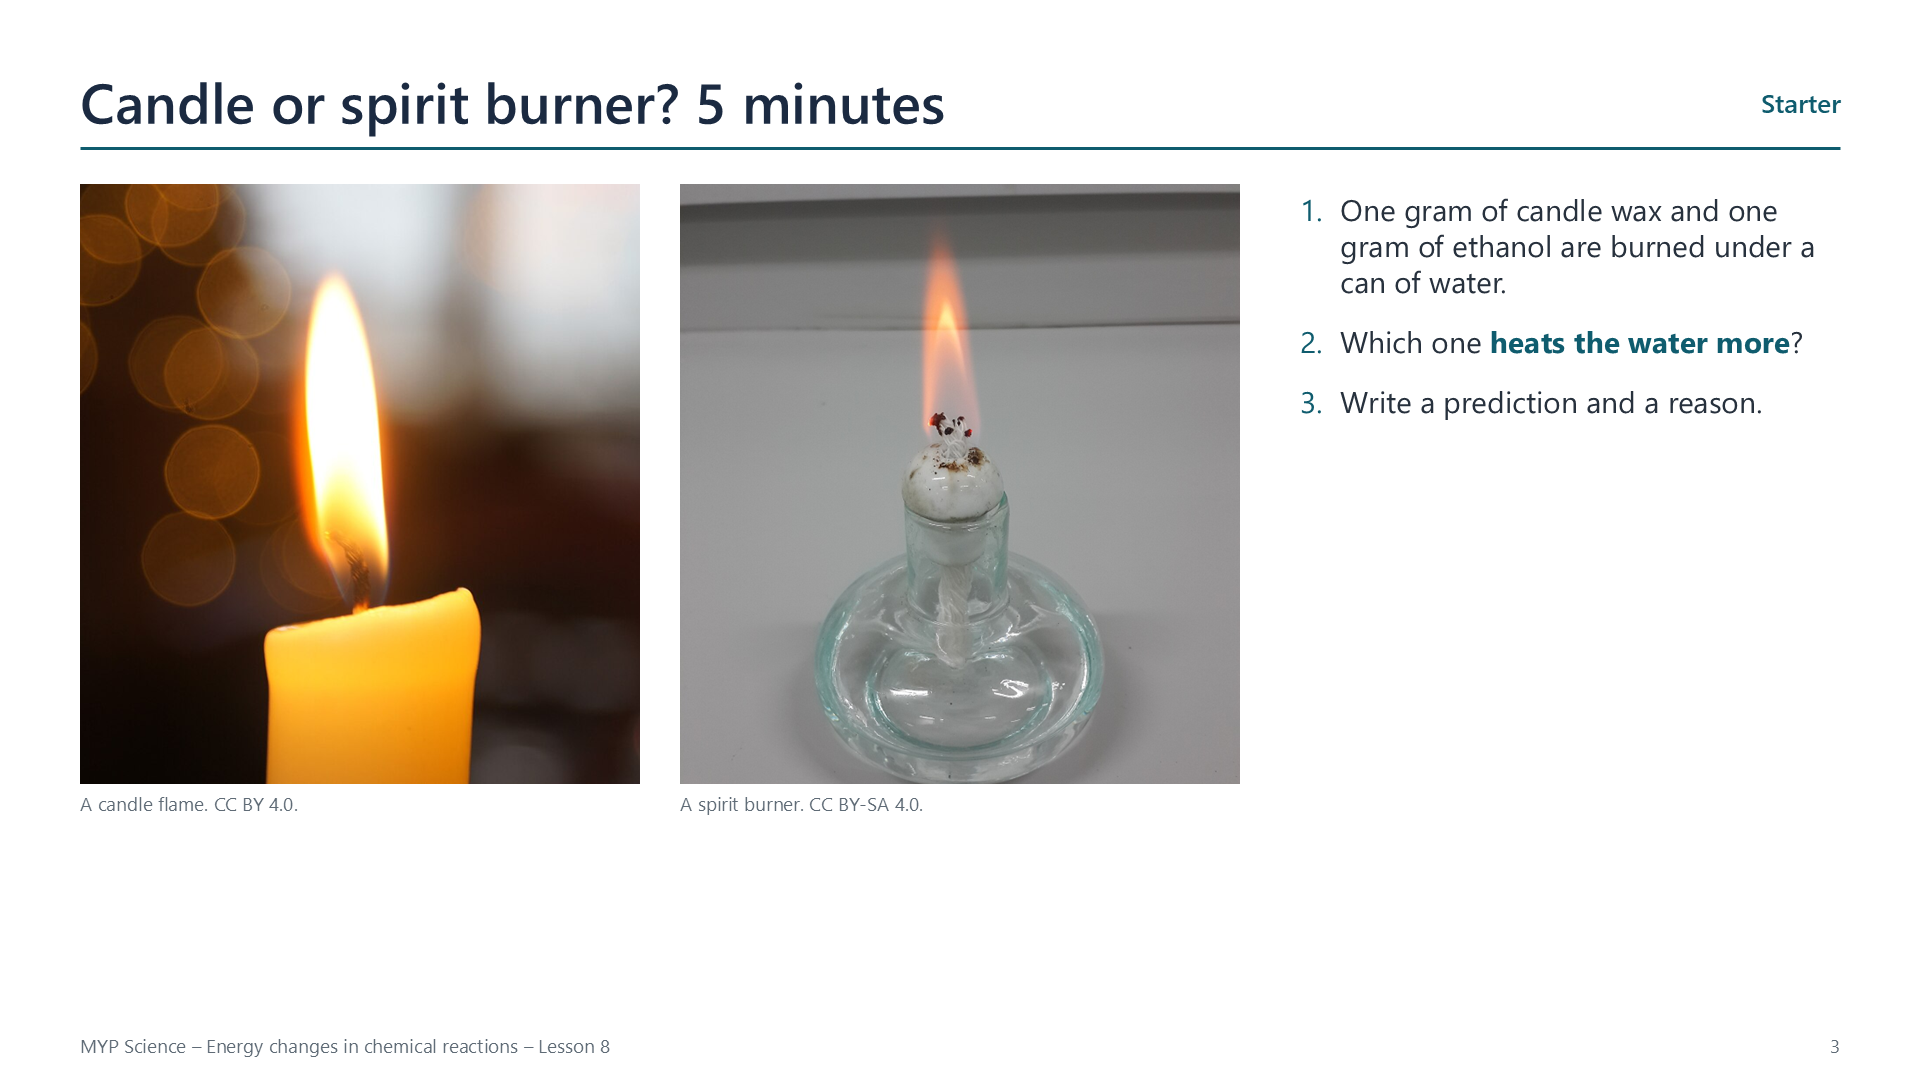 Candle or spirit burner? 5 minutes
Starter
1. One gram of candle wax and one
gram of ethanol are burned under a
can of water.
2. Which one heats the water more?
3. Write a prediction and a reason.
A candle flame. CC BY 4.0.
A spirit burner. CC BY-SA 4.0.
MYP Science – Energy changes in chemical reactions – Lesson 8
3